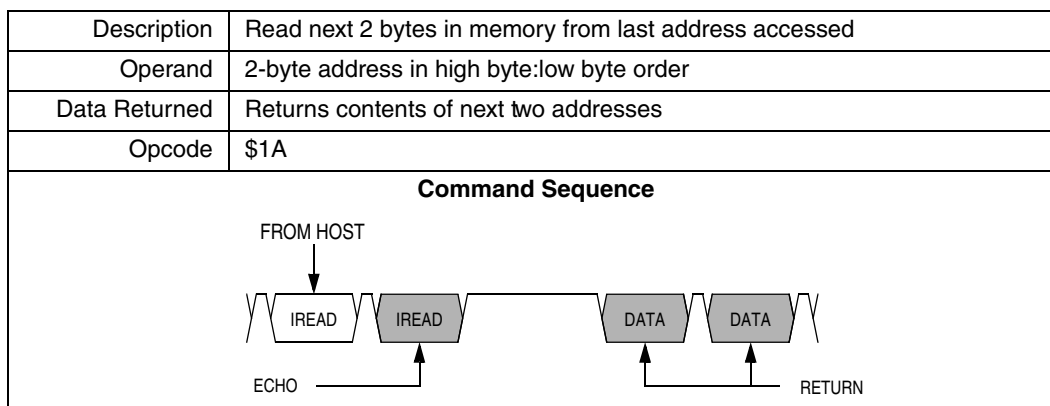 Description Read next 2 bytes in memory from last address accessed
Operand 2-byte address in high byte:low byte order
Data Returned Returns contents of next two addresses
Opcode $1A
Command Sequence
FROM HOST
IREAD IREAD DATA DATA
ECHO RETURN